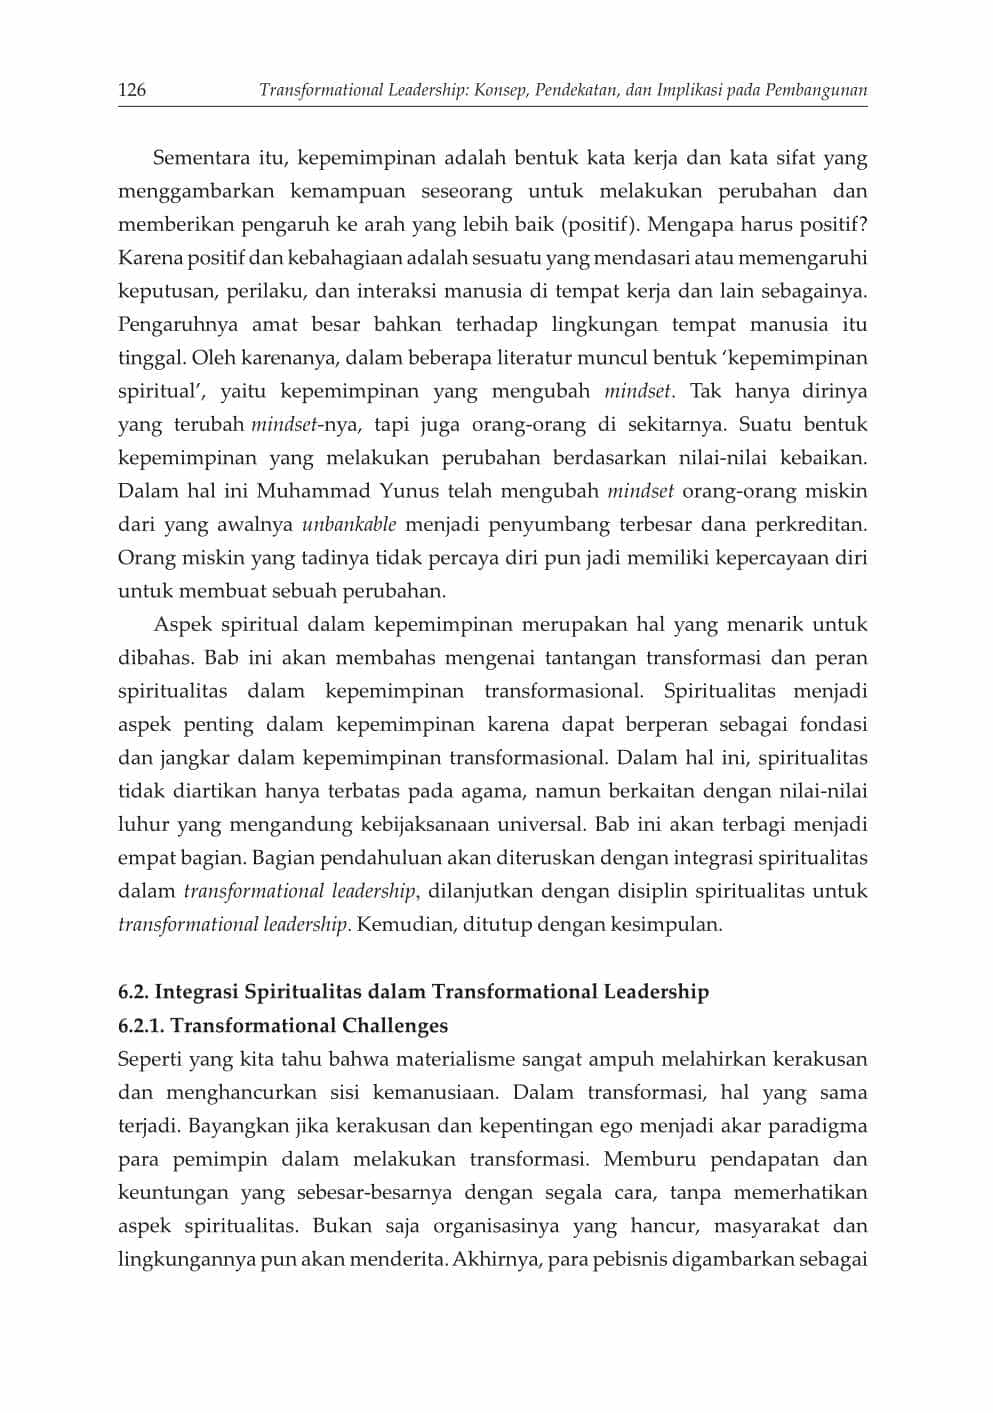 126 Transformational Leadership: Konsep, Pendekatan, dan Implikasi pada Pembangunan
Sementara itu, kepemimpinan adalah bentuk kata kerja dan kata sifat yang
menggambarkan kemampuan seseorang untuk melakukan perubahan dan
memberikan pengaruh ke arah yang lebih baik (positif). Mengapa harus positif?
Karena positif dan kebahagiaan adalah sesuatu yang mendasari atau memengaruhi
keputusan, perilaku, dan interaksi manusia di tempat kerja dan lain sebagainya.
Pengaruhnya amat besar bahkan terhadap lingkungan tempat manusia itu
tinggal. Oleh karenanya, dalam beberapa literatur muncul bentuk ‘kepemimpinan
spiritual’, yaitu kepemimpinan yang mengubah mindset. Tak hanya dirinya
yang terubah mindset-nya, tapi juga orang-orang di sekitarnya. Suatu bentuk
kepemimpinan yang melakukan perubahan berdasarkan nilai-nilai kebaikan.
Dalam hal ini Muhammad Yunus telah mengubah mindset orang-orang miskin
dari yang awalnya unbankable menjadi penyumbang terbesar dana perkreditan.
Orang miskin yang tadinya tidak percaya diri pun jadi memiliki kepercayaan diri
untuk membuat sebuah perubahan.
Aspek spiritual dalam kepemimpinan merupakan hal yang menarik untuk
dibahas. Bab ini akan membahas mengenai tantangan transformasi dan peran
spiritualitas dalam kepemimpinan transformasional. Spiritualitas menjadi
aspek penting dalam kepemimpinan karena dapat berperan sebagai fondasi
dan jangkar dalam kepemimpinan transformasional. Dalam hal ini, spiritualitas
tidak diartikan hanya terbatas pada agama, namun berkaitan dengan nilai-nilai
luhur yang mengandung kebijaksanaan universal. Bab ini akan terbagi menjadi
empat bagian. Bagian pendahuluan akan diteruskan dengan integrasi spiritualitas
dalam transformational leadership, dilanjutkan dengan disiplin spiritualitas untuk
transformational leadership. Kemudian, ditutup dengan kesimpulan.
6.2. Integrasi Spiritualitas dalam Transformational Leadership
6.2.1. Transformational Challenges
Seperti yang kita tahu bahwa materialisme sangat ampuh melahirkan kerakusan
dan menghancurkan sisi kemanusiaan. Dalam transformasi, hal yang sama
terjadi. Bayangkan jika kerakusan dan kepentingan ego menjadi akar paradigma
para pemimpin dalam melakukan transformasi. Memburu pendapatan dan
keuntungan yang sebesar-besarnya dengan segala cara, tanpa memerhatikan
aspek spiritualitas. Bukan saja organisasinya yang hancur, masyarakat dan
lingkungannya pun akan menderita. Akhirnya, para pebisnis digambarkan sebagai